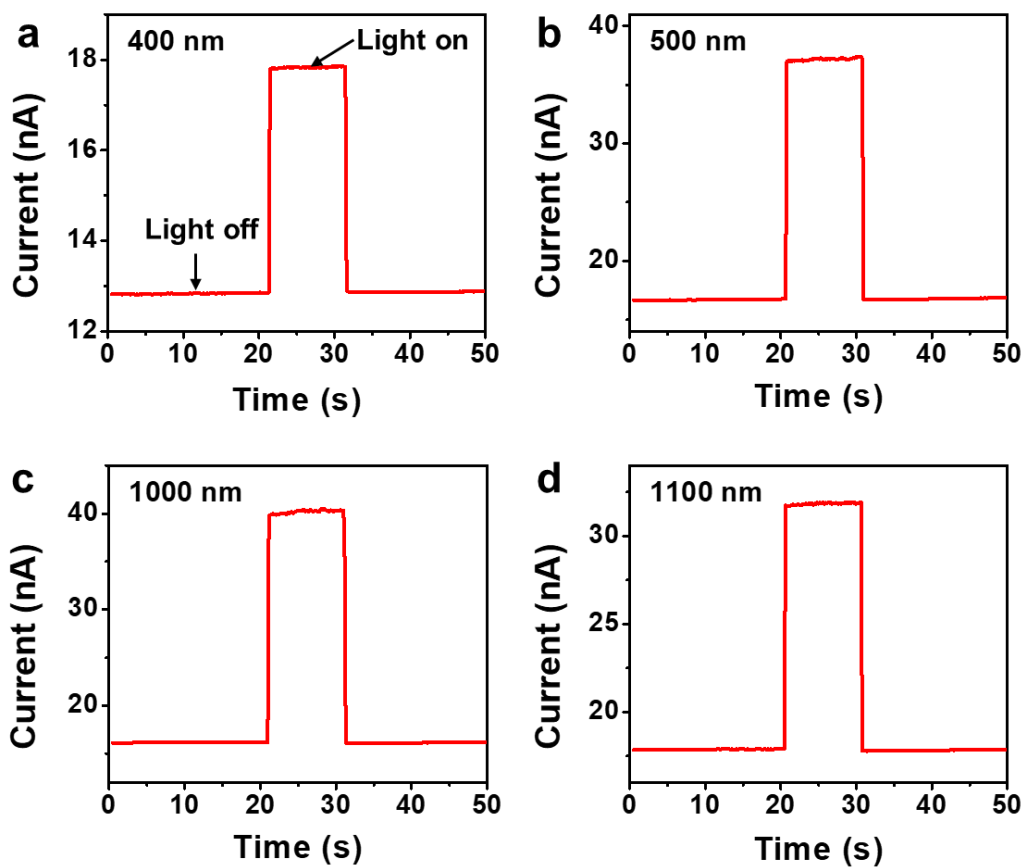 a
400 nm
Light on
Light off
Current (nA)
18
16
14
12
0 10 20 30 40 50
Time (s)
b
500 nm
Current (nA)
40
30
20
0 10 20 30 40 50
Time (s)
c
1000 nm
Current (nA)
40
30
20
0 10 20 30 40 50
Time (s)
d
1100 nm
Current (nA)
32
28
24
20
0 10 20 30 40 50
Time (s)